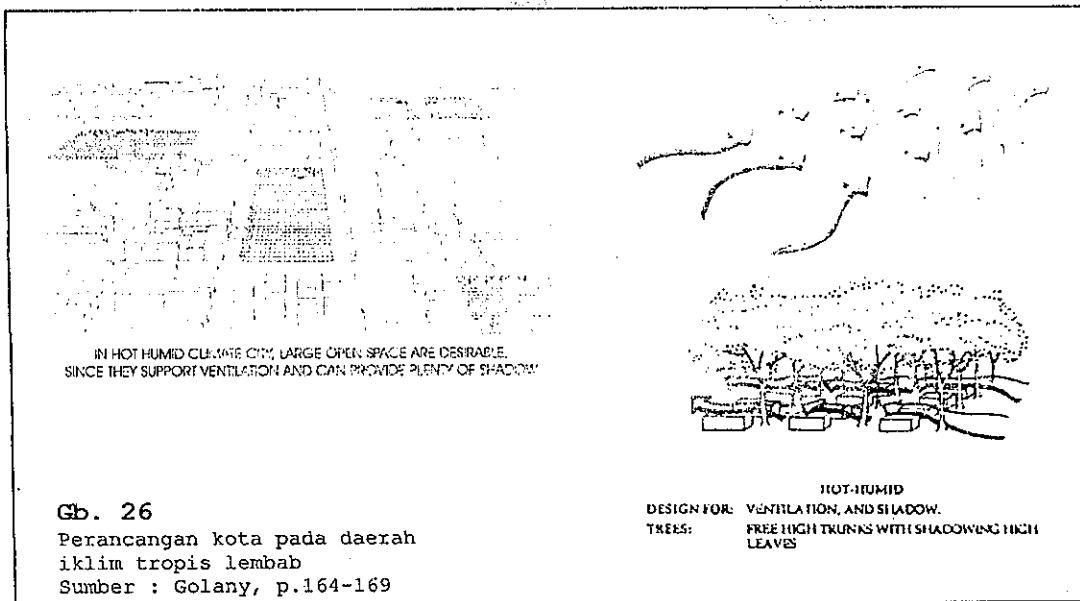 IN HOT HUMID CLIMATE CITY, LARGE OPEN SPACE ARE DESIRABLE,
SINCE THEY SUPPORT VENTILATION AND CAN PROVIDE PLENTY OF SHADOW
HOT-HUMID
DESIGN FOR: VENTILATION, AND SHADOW.
TREES: FREE HIGH TRUNKS WITH SHADOWING HIGH
LEAVES
Gb. 26
Perancangan kota pada daerah
iklim tropis lembab
Sumber : Golany, p.164-169